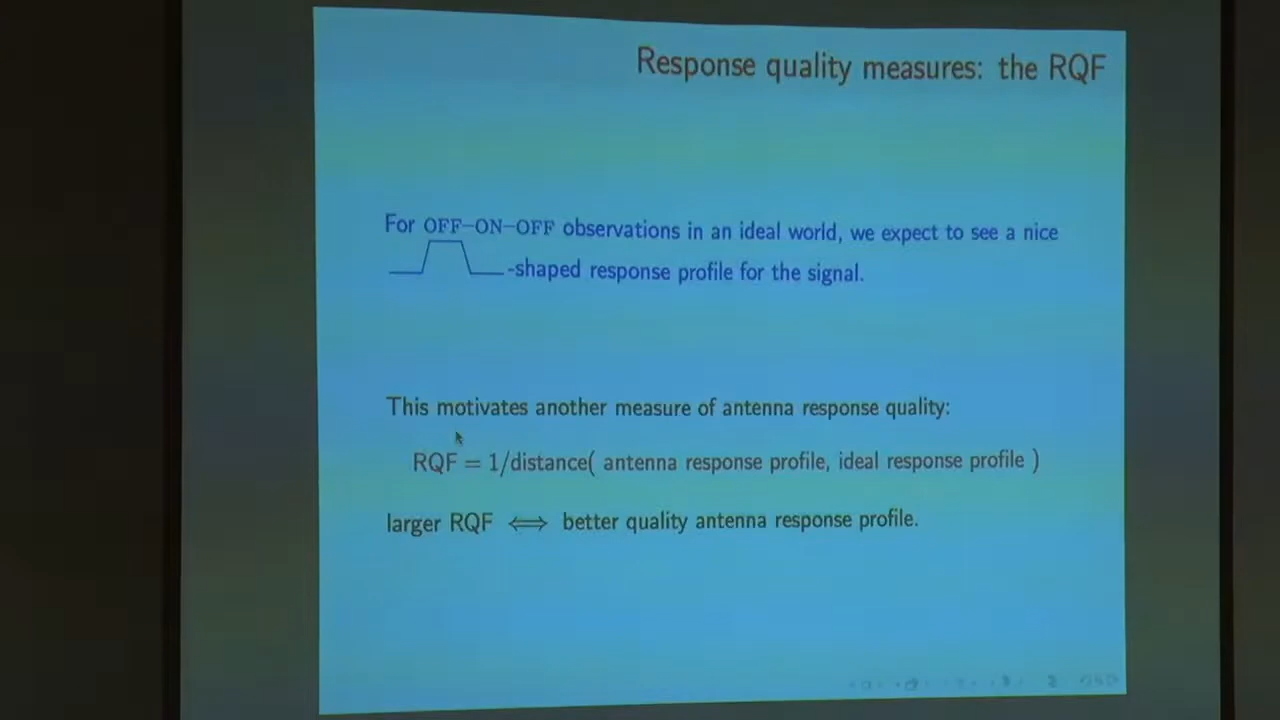 Response quality measures: the RQF
For OFF–ON–OFF observations in an ideal world, we expect to see a nice
-shaped response profile for the signal.
This motivates another measure of antenna response quality:
RQF = 1/distance( antenna response profile, ideal response profile )
larger RQF ⟺ better quality antenna response profile.